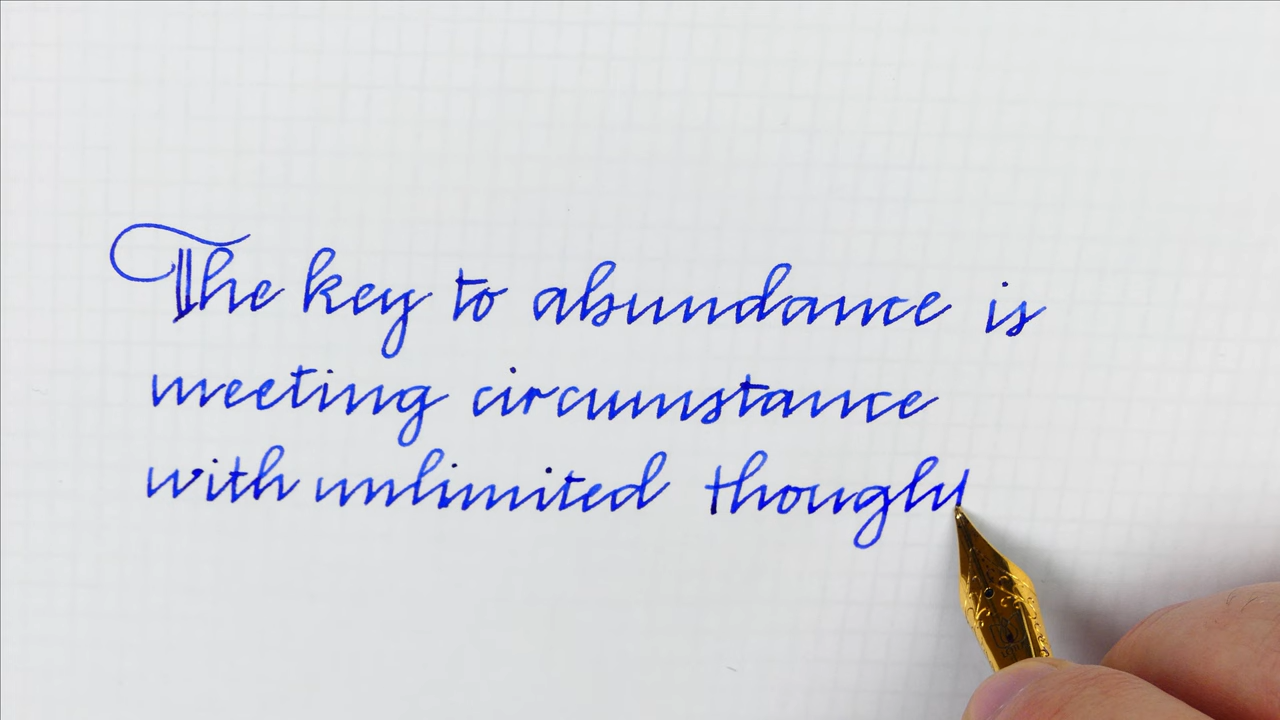 The key to abundance is
meeting circumstance
with unlimited thought